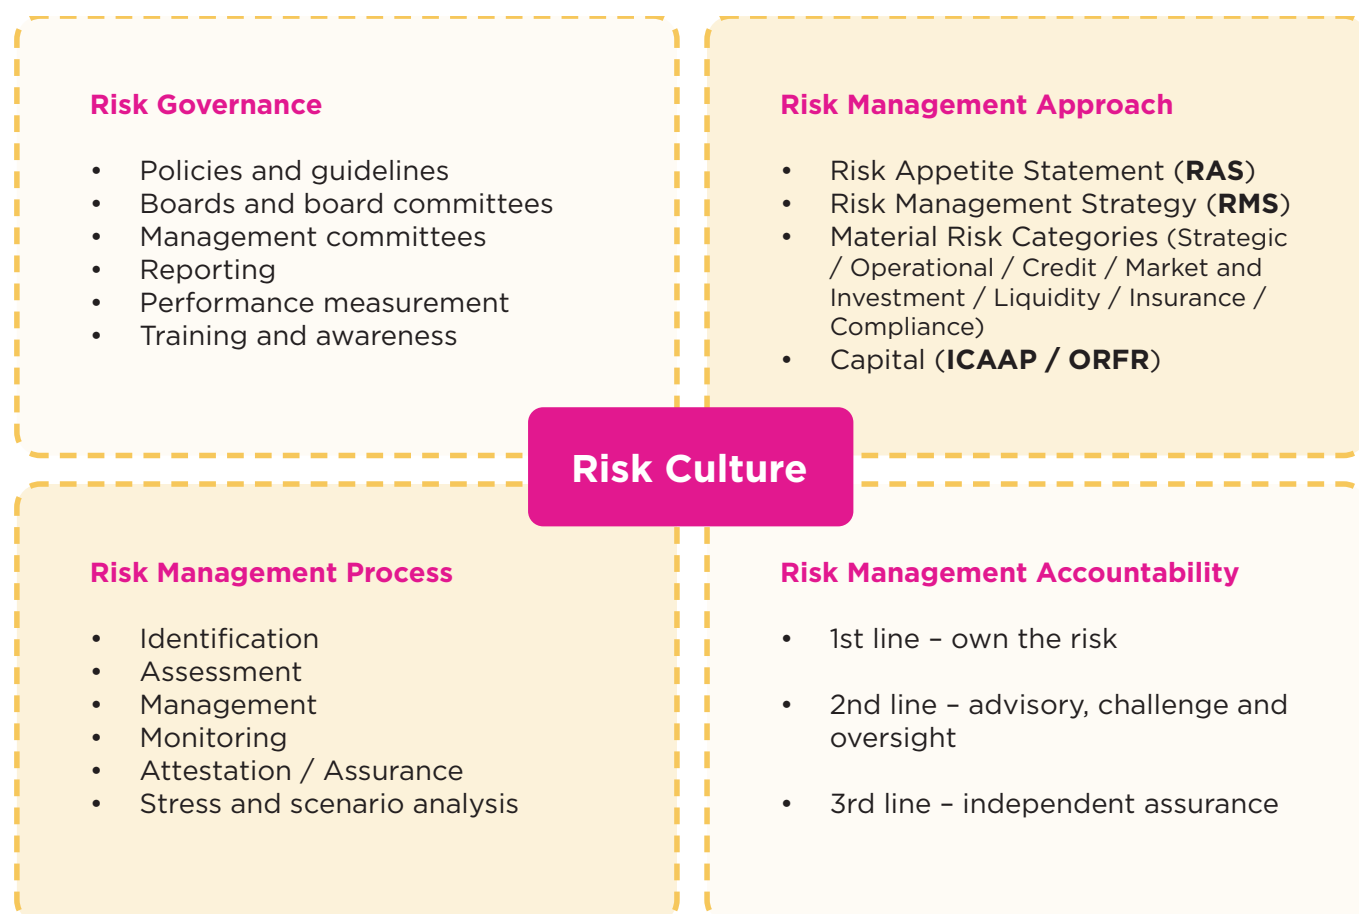 Risk Governance
• Policies and guidelines
• Boards and board committees
• Management committees
• Reporting
• Performance measurement
• Training and awareness
Risk Management Approach
• Risk Appetite Statement (RAS)
• Risk Management Strategy (RMS)
• Material Risk Categories (Strategic
/ Operational / Credit / Market and
Investment / Liquidity / Insurance /
Compliance)
• Capital (ICAAP / ORFR)
Risk Culture
Risk Management Process
• Identification
• Assessment
• Management
• Monitoring
• Attestation / Assurance
• Stress and scenario analysis
Risk Management Accountability
• 1st line – own the risk
• 2nd line – advisory, challenge and
oversight
• 3rd line – independent assurance